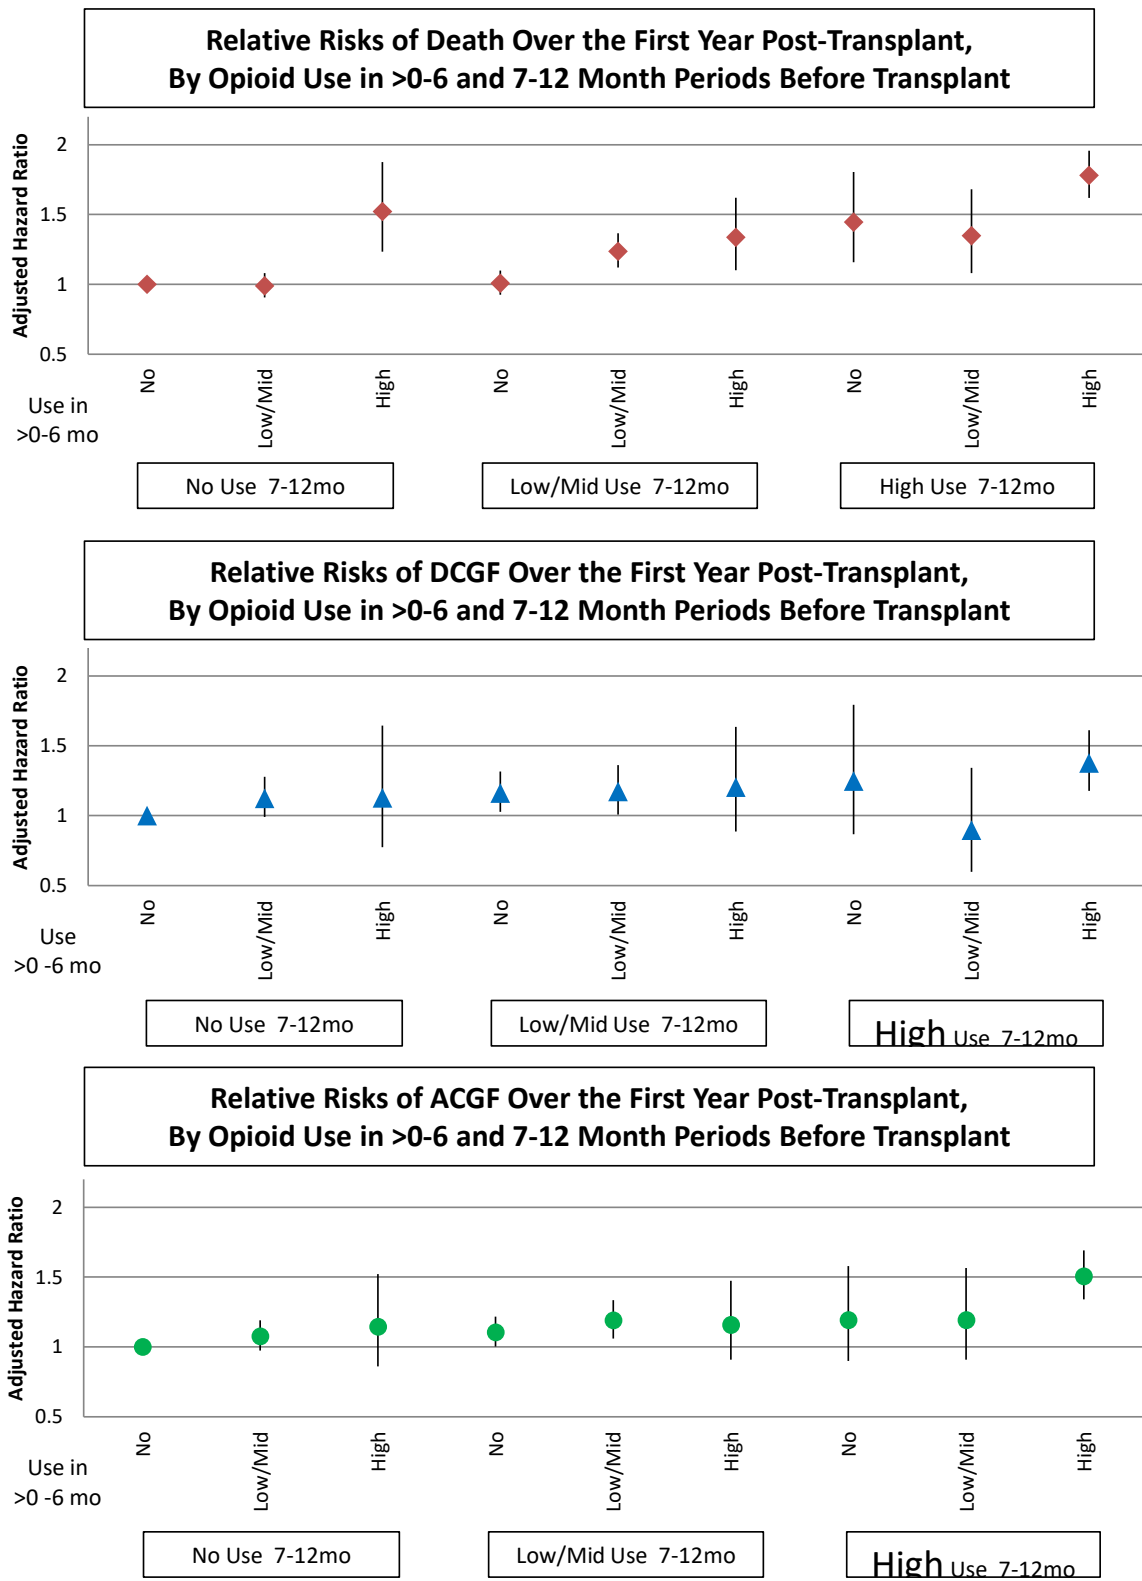 Relative Risks of Death Over the First Year Post-Transplant,
By Opioid Use in >0-6 and 7-12 Month Periods Before Transplant
Adjusted Hazard Ratio
2
1.5
1
0.5
No
Low/Mid
High
No
Low/Mid
High
No
Low/Mid
High
Use in
>0-6 mo
No Use 7-12mo
Low/Mid Use 7-12mo
High Use 7-12mo
Relative Risks of DCGF Over the First Year Post-Transplant,
By Opioid Use in >0-6 and 7-12 Month Periods Before Transplant
Adjusted Hazard Ratio
2
1.5
1
0.5
No
Low/Mid
High
No
Low/Mid
High
No
Low/Mid
High
Use
>0 -6 mo
No Use 7-12mo
Low/Mid Use 7-12mo
High Use 7-12mo
Relative Risks of ACGF Over the First Year Post-Transplant,
By Opioid Use in >0-6 and 7-12 Month Periods Before Transplant
Adjusted Hazard Ratio
2
1.5
1
0.5
No
Low/Mid
High
No
Low/Mid
High
No
Low/Mid
High
Use in
>0 -6 mo
No Use 7-12mo
Low/Mid Use 7-12mo
High Use 7-12mo